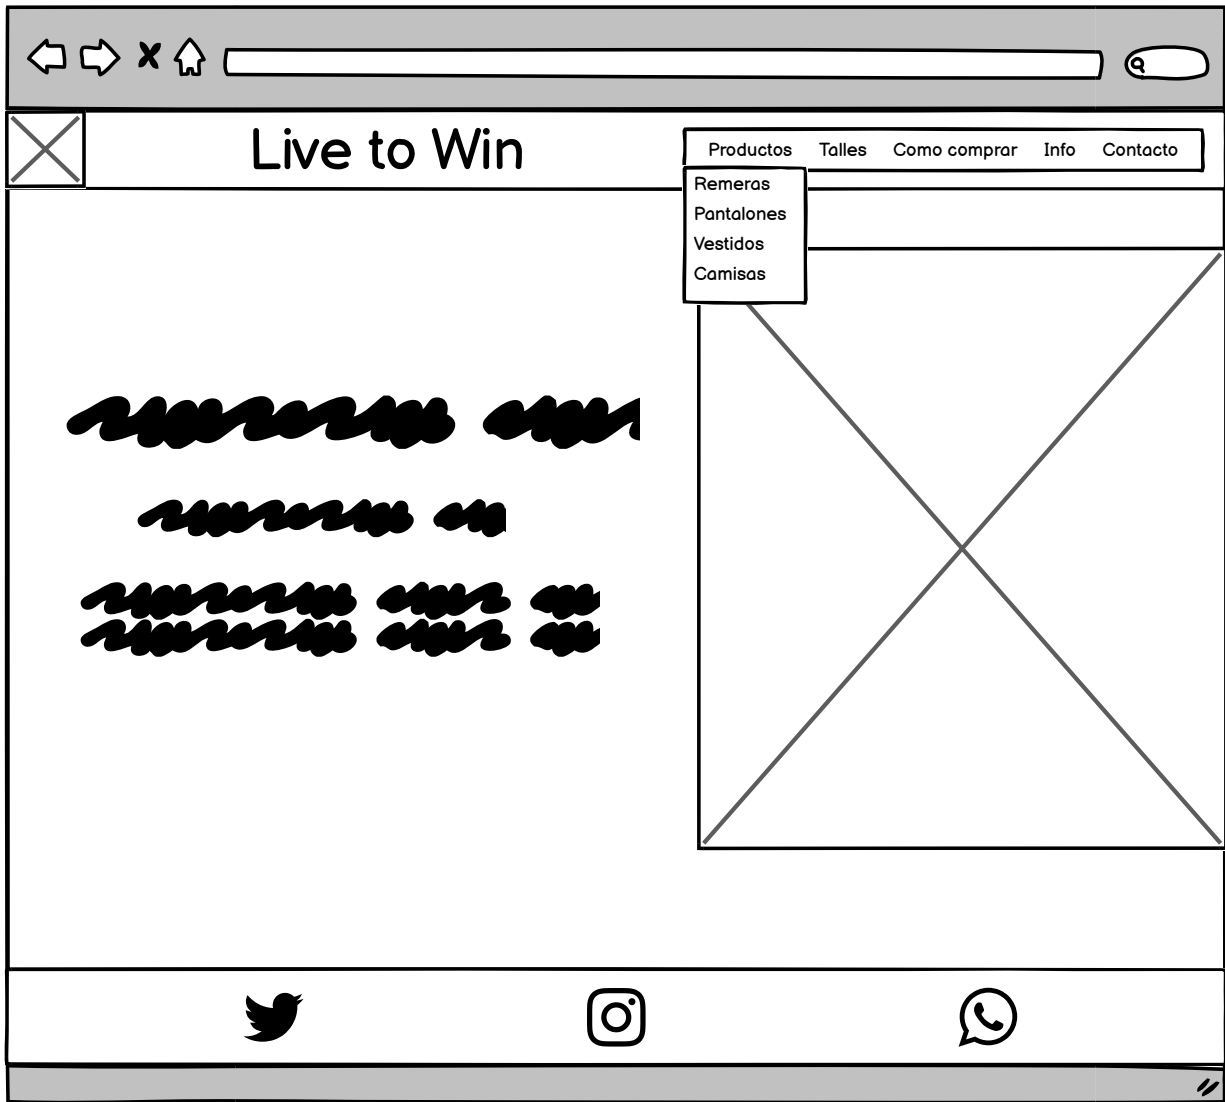 Live to Win
Productos Talles Como comprar Info Contacto
Remeras
Pantalones
Vestidos
Camisas